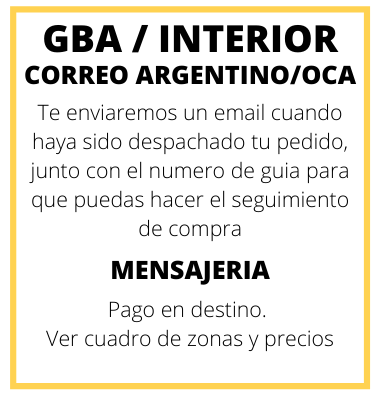 GBA / INTERIOR
CORREO ARGENTINO/OCA
Te enviaremos un email cuando
haya sido despachado tu pedido,
junto con el numero de guia para
que puedas hacer el seguimiento
de compra
MENSAJERIA
Pago en destino.
Ver cuadro de zonas y precios